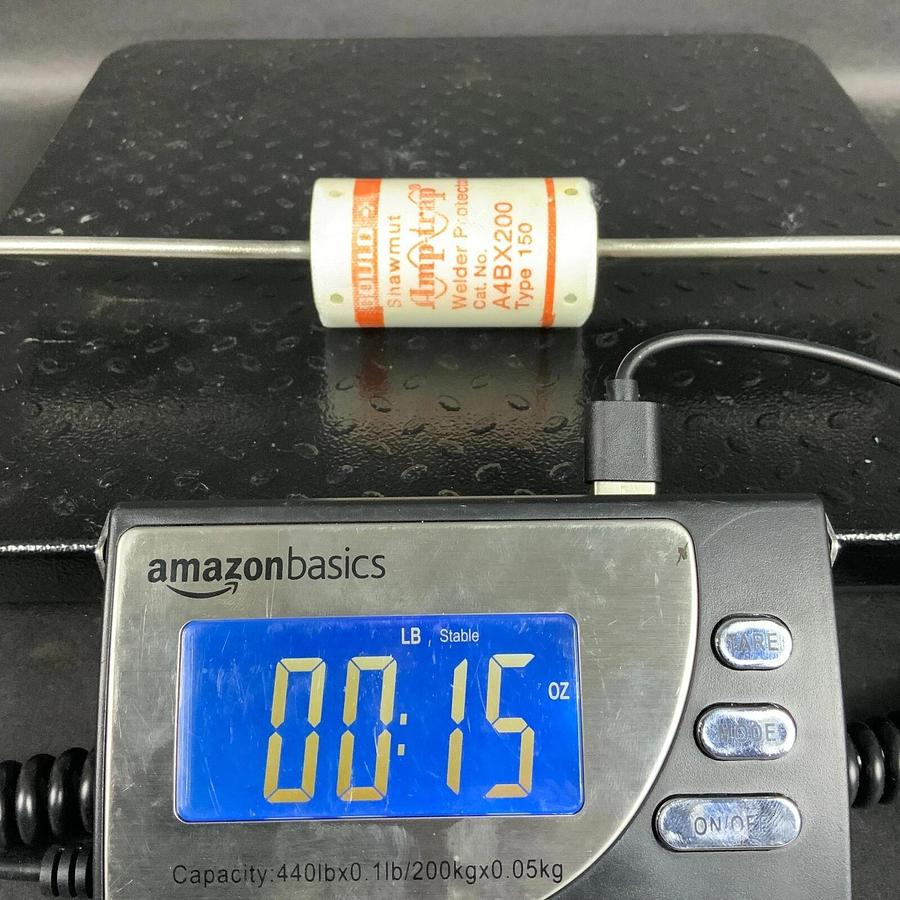 GOULD
Shawmut
Amp-trap®
Welder Protector
Cat. No.
A4BX200
Type 150
amazonbasics
LB Stable
00:15 OZ
TARE
MODE
ON/OFF
Capacity:440lbx0.1lb/200kgx0.05kg